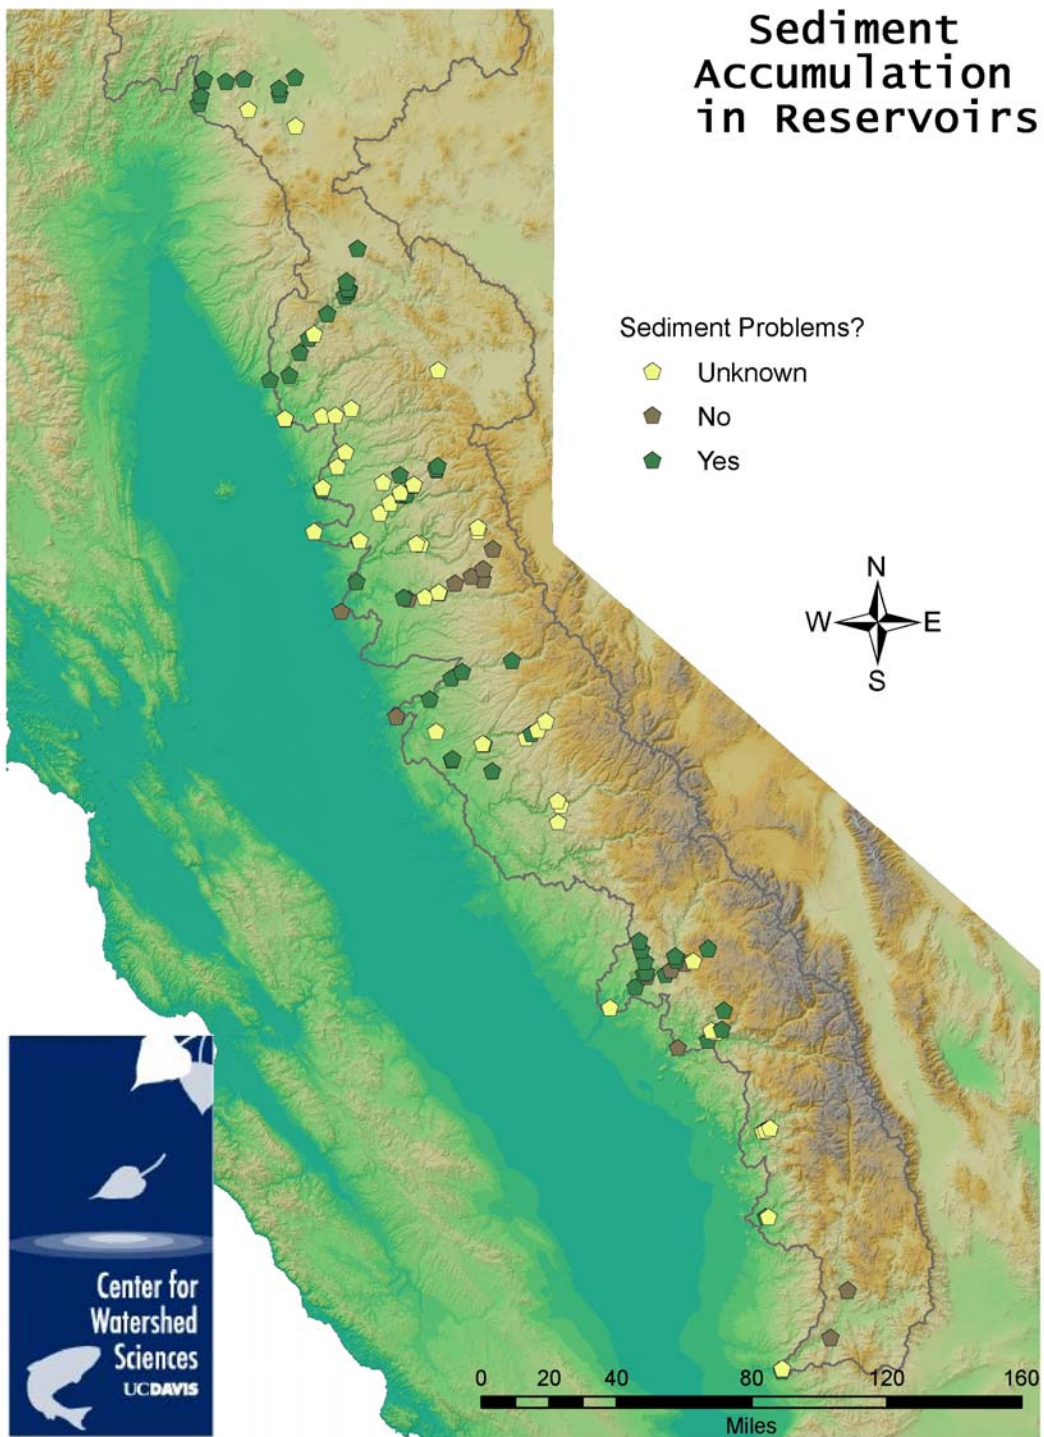 Sediment
Accumulation
in Reservoirs
Sediment Problems?
Unknown
No
Yes
N
W E
S
Center for
Watershed
Sciences
UCDAVIS
0 20 40 80 120 160
Miles